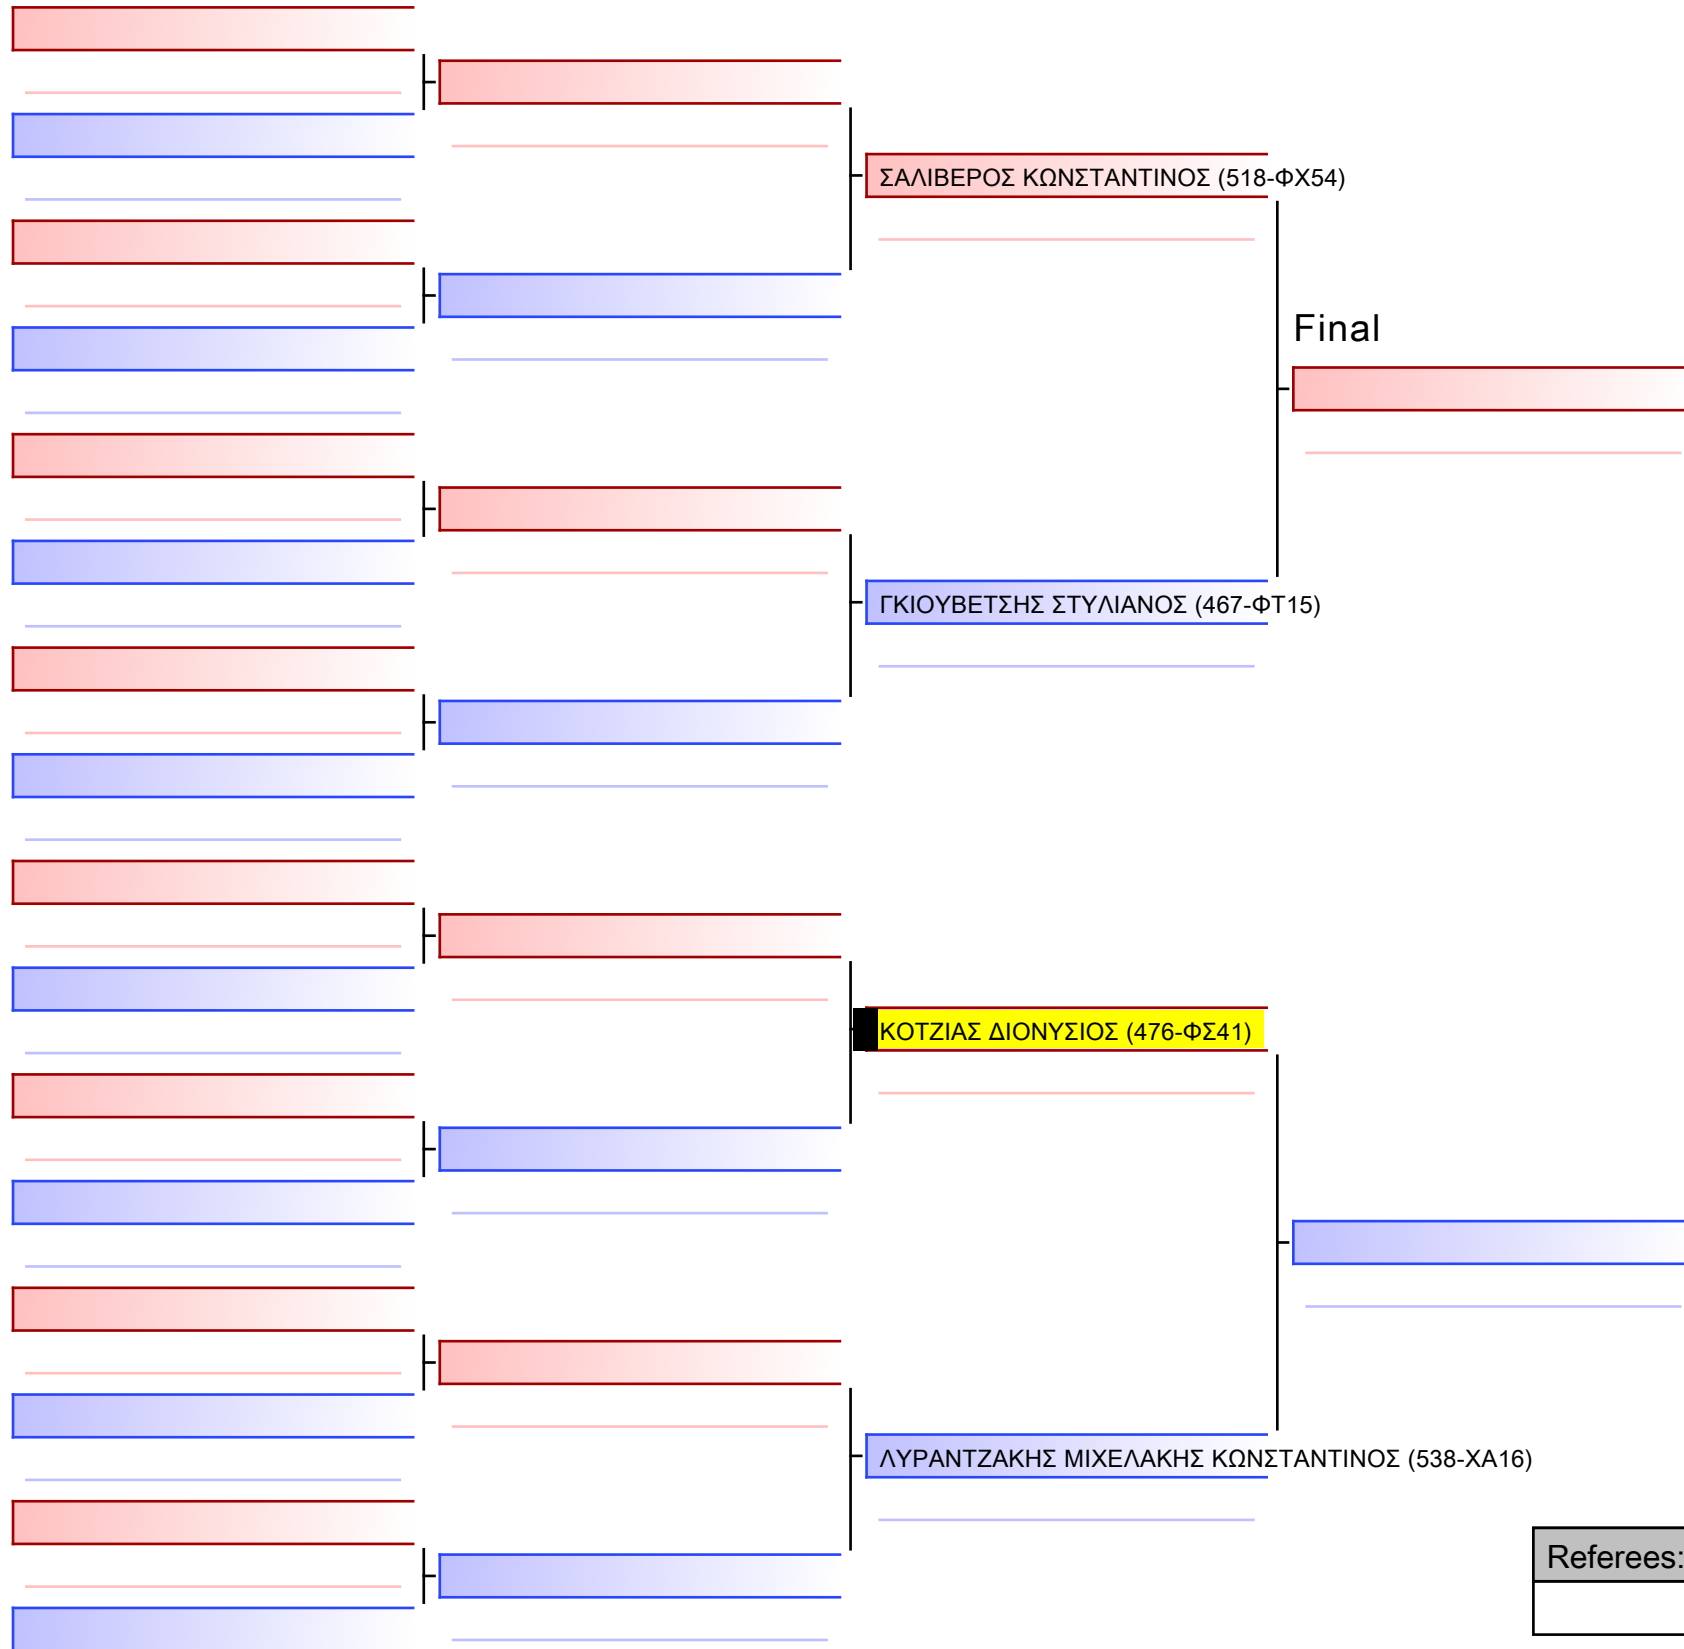 ΣΑΛΙΒΕΡΟΣ ΚΩΝΣΤΑΝΤΙΝΟΣ (518-ΦΧ54)
Final
ΓΚΙΟΥΒΕΤΣΗΣ ΣΤΥΛΙΑΝΟΣ (467-ΦΤ15)
ΚΟΤΖΙΑΣ ΔΙΟΝΥΣΙΟΣ (476-ΦΣ41)
ΛΥΡΑΝΤΖΑΚΗΣ ΜΙΧΕΛΑΚΗΣ ΚΩΝΣΤΑΝΤΙΝΟΣ (538-ΧΑ16)
Referees: